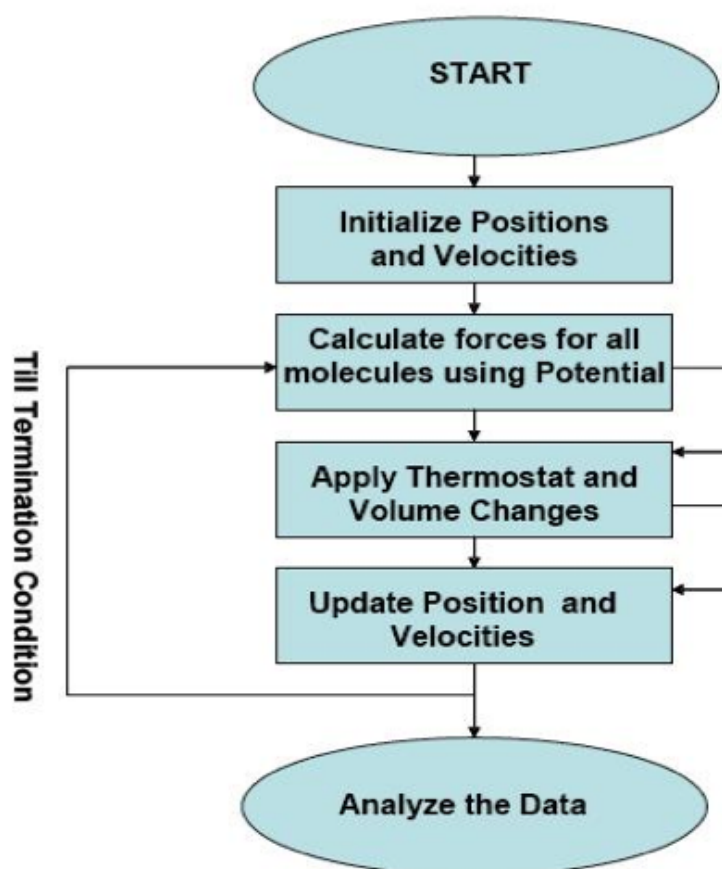 START
Initialize Positions
and Velocities
Calculate forces for all
molecules using Potential
Till Termination Condition
Apply Thermostat and
Volume Changes
Update Position and
Velocities
Analyze the Data